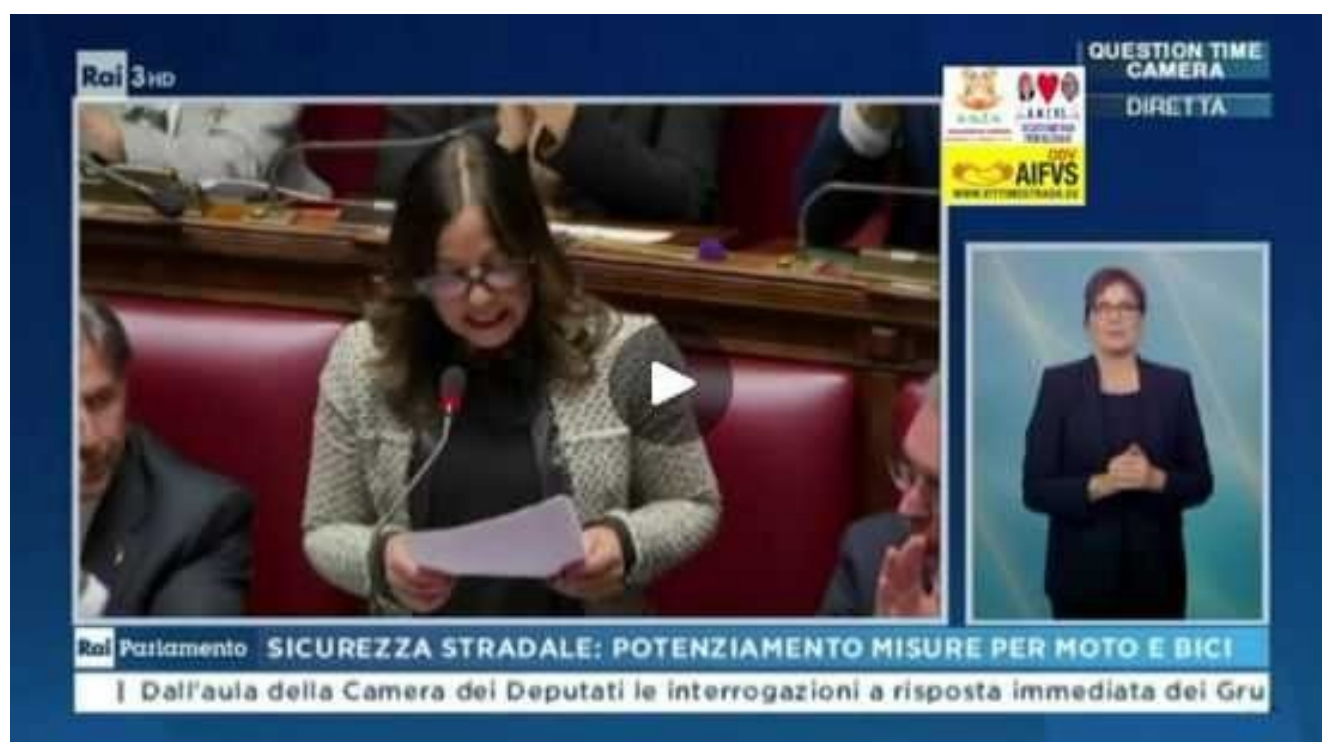 Rai 3HD
QUESTION TIME
CAMERA
DIRETTA
ODV
AIFVS
WWW.VITTIMESTRADA.EU
Rai Parlamento SICUREZZA STRADALE: POTENZIAMENTO MISURE PER MOTO E BICI
Dall'aula della Camera dei Deputati le interrogazioni a risposta immediata dei Gru